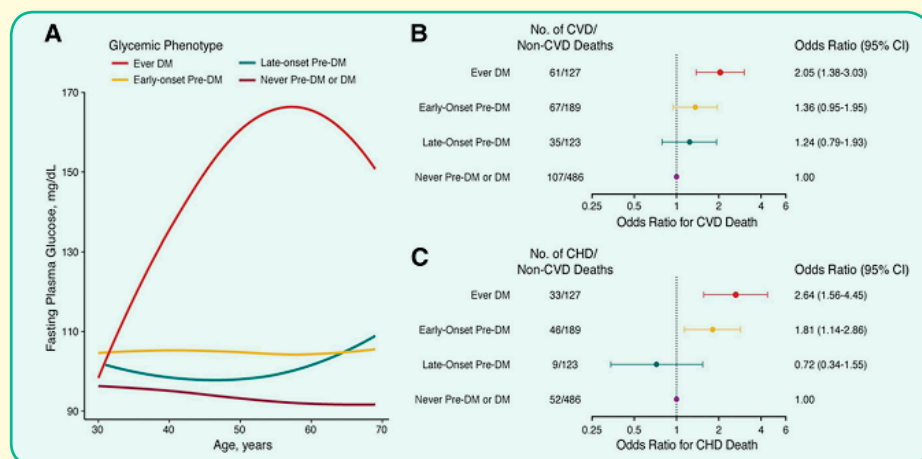 A
Glycemic Phenotype
Ever DM
Late-onset Pre-DM
Early-onset Pre-DM
Never Pre-DM or DM
Fasting Plasma Glucose, mg/dL
170
150
130
110
90
30
40
50
60
70
Age, years
B
No. of CVD/
Non-CVD Deaths
Odds Ratio (95% CI)
Ever DM 61/127 2.05 (1.38-3.03)
Early-Onset Pre-DM 67/189 1.36 (0.95-1.95)
Late-Onset Pre-DM 35/123 1.24 (0.79-1.93)
Never Pre-DM or DM 107/486 1.00
0.25 0.5 1 2 4 6
Odds Ratio for CVD Death
C
No. of CHD/
Non-CVD Deaths
Odds Ratio (95% CI)
Ever DM 33/127 2.64 (1.56-4.45)
Early-Onset Pre-DM 46/189 1.81 (1.14-2.86)
Late-Onset Pre-DM 9/123 0.72 (0.34-1.55)
Never Pre-DM or DM 52/486 1.00
0.25 0.5 1 2 4 6
Odds Ratio for CHD Death